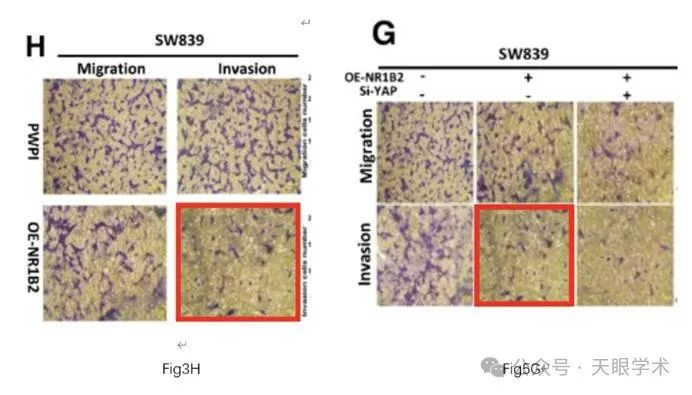 H
SW839
Migration
Invasion
PWPI
OE-NR1B2
Migration cells number
Invasion cells number
Fig3H
G
SW839
OE-NR1B2 - + +
Si-YAP - - +
Migration
Invasion
Fig5G
公众号 · 天眼学术